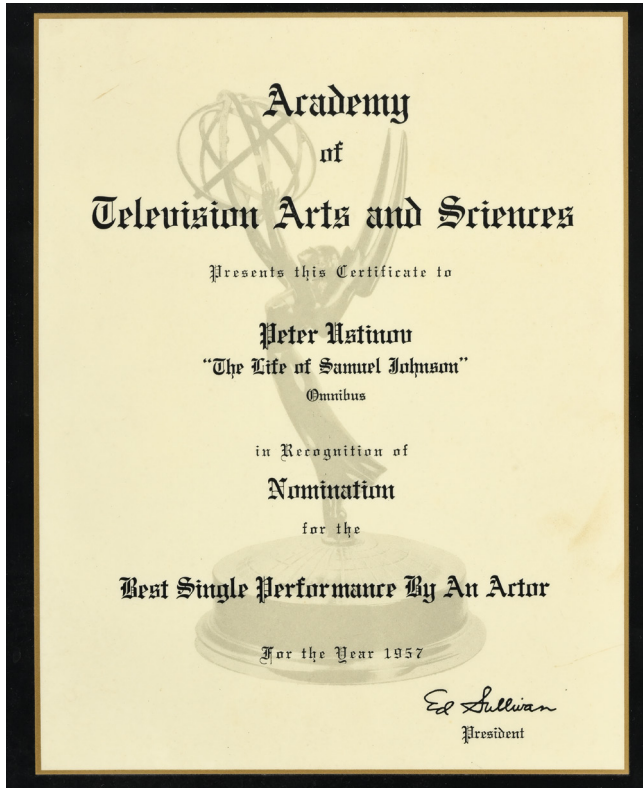 Academy
of
Television Arts and Sciences
Presents this Certificate to
Peter Ustinov
“The Life of Samuel Johnson”
Omnibus
in Recognition of
Nomination
for the
Best Single Performance By An Actor
For the Year 1957
Ed Sullivan
President